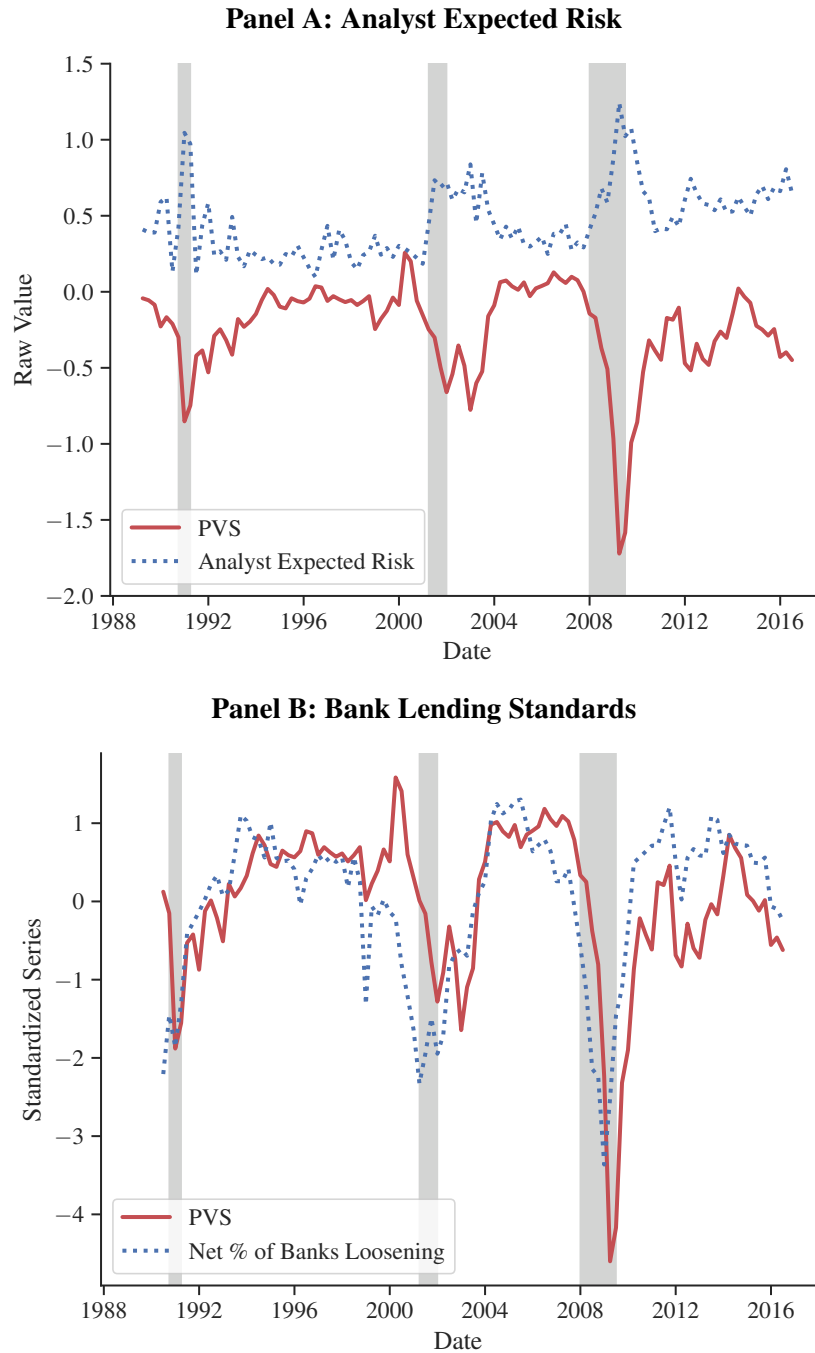 Panel A: Analyst Expected Risk
1.5
1.0
0.5
0.0
−0.5
−1.0
−1.5
−2.0
Raw Value
PVS
Analyst Expected Risk
1988 1992 1996 2000 2004 2008 2012 2016
Date
Panel B: Bank Lending Standards
1
0
−1
−2
−3
−4
Standardized Series
PVS
Net % of Banks Loosening
1988 1992 1996 2000 2004 2008 2012 2016
Date